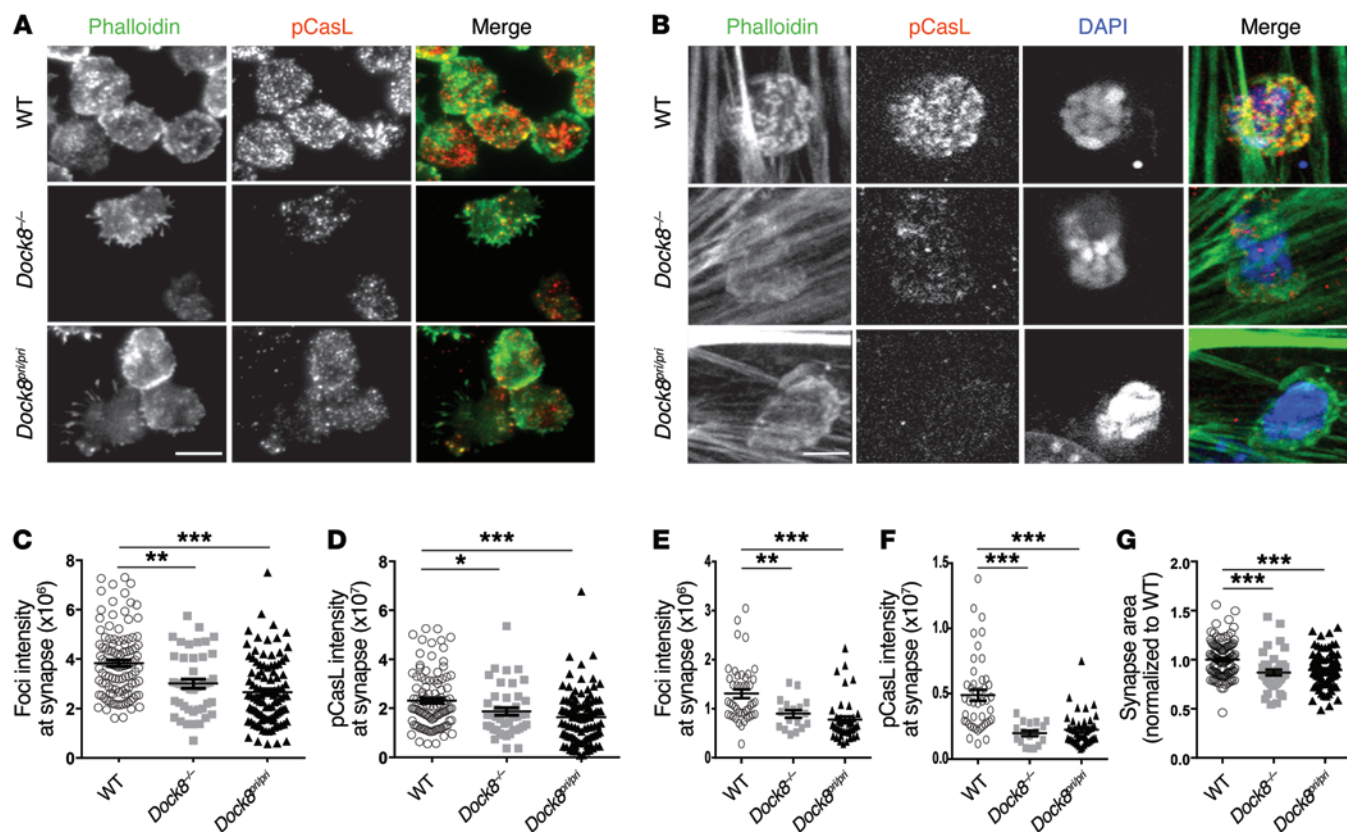 A
Phalloidin pCasL Merge
WT
Dock8–/–
Dock8pri/pri
B
Phalloidin pCasL DAPI Merge
WT
Dock8–/–
Dock8pri/pri
C
***
**
Foci intensity
at synapse (x10⁶)
8
6
4
2
0
WT
Dock8–/–
Dock8pri/pri
D
***
*
pCasL intensity
at synapse (x10⁷)
8
6
4
2
0
WT
Dock8–/–
Dock8pri/pri
E
***
**
Foci intensity
at synapse (x10⁶)
4
3
2
1
0
WT
Dock8–/–
Dock8pri/pri
F
***
***
pCasL intensity
at synapse (x10⁷)
1.5
1.0
0.5
0.0
WT
Dock8–/–
Dock8pri/pri
G
***
***
Synapse area
(normalized to WT)
2.0
1.5
1.0
0.5
0.0
WT
Dock8–/–
Dock8pri/pri